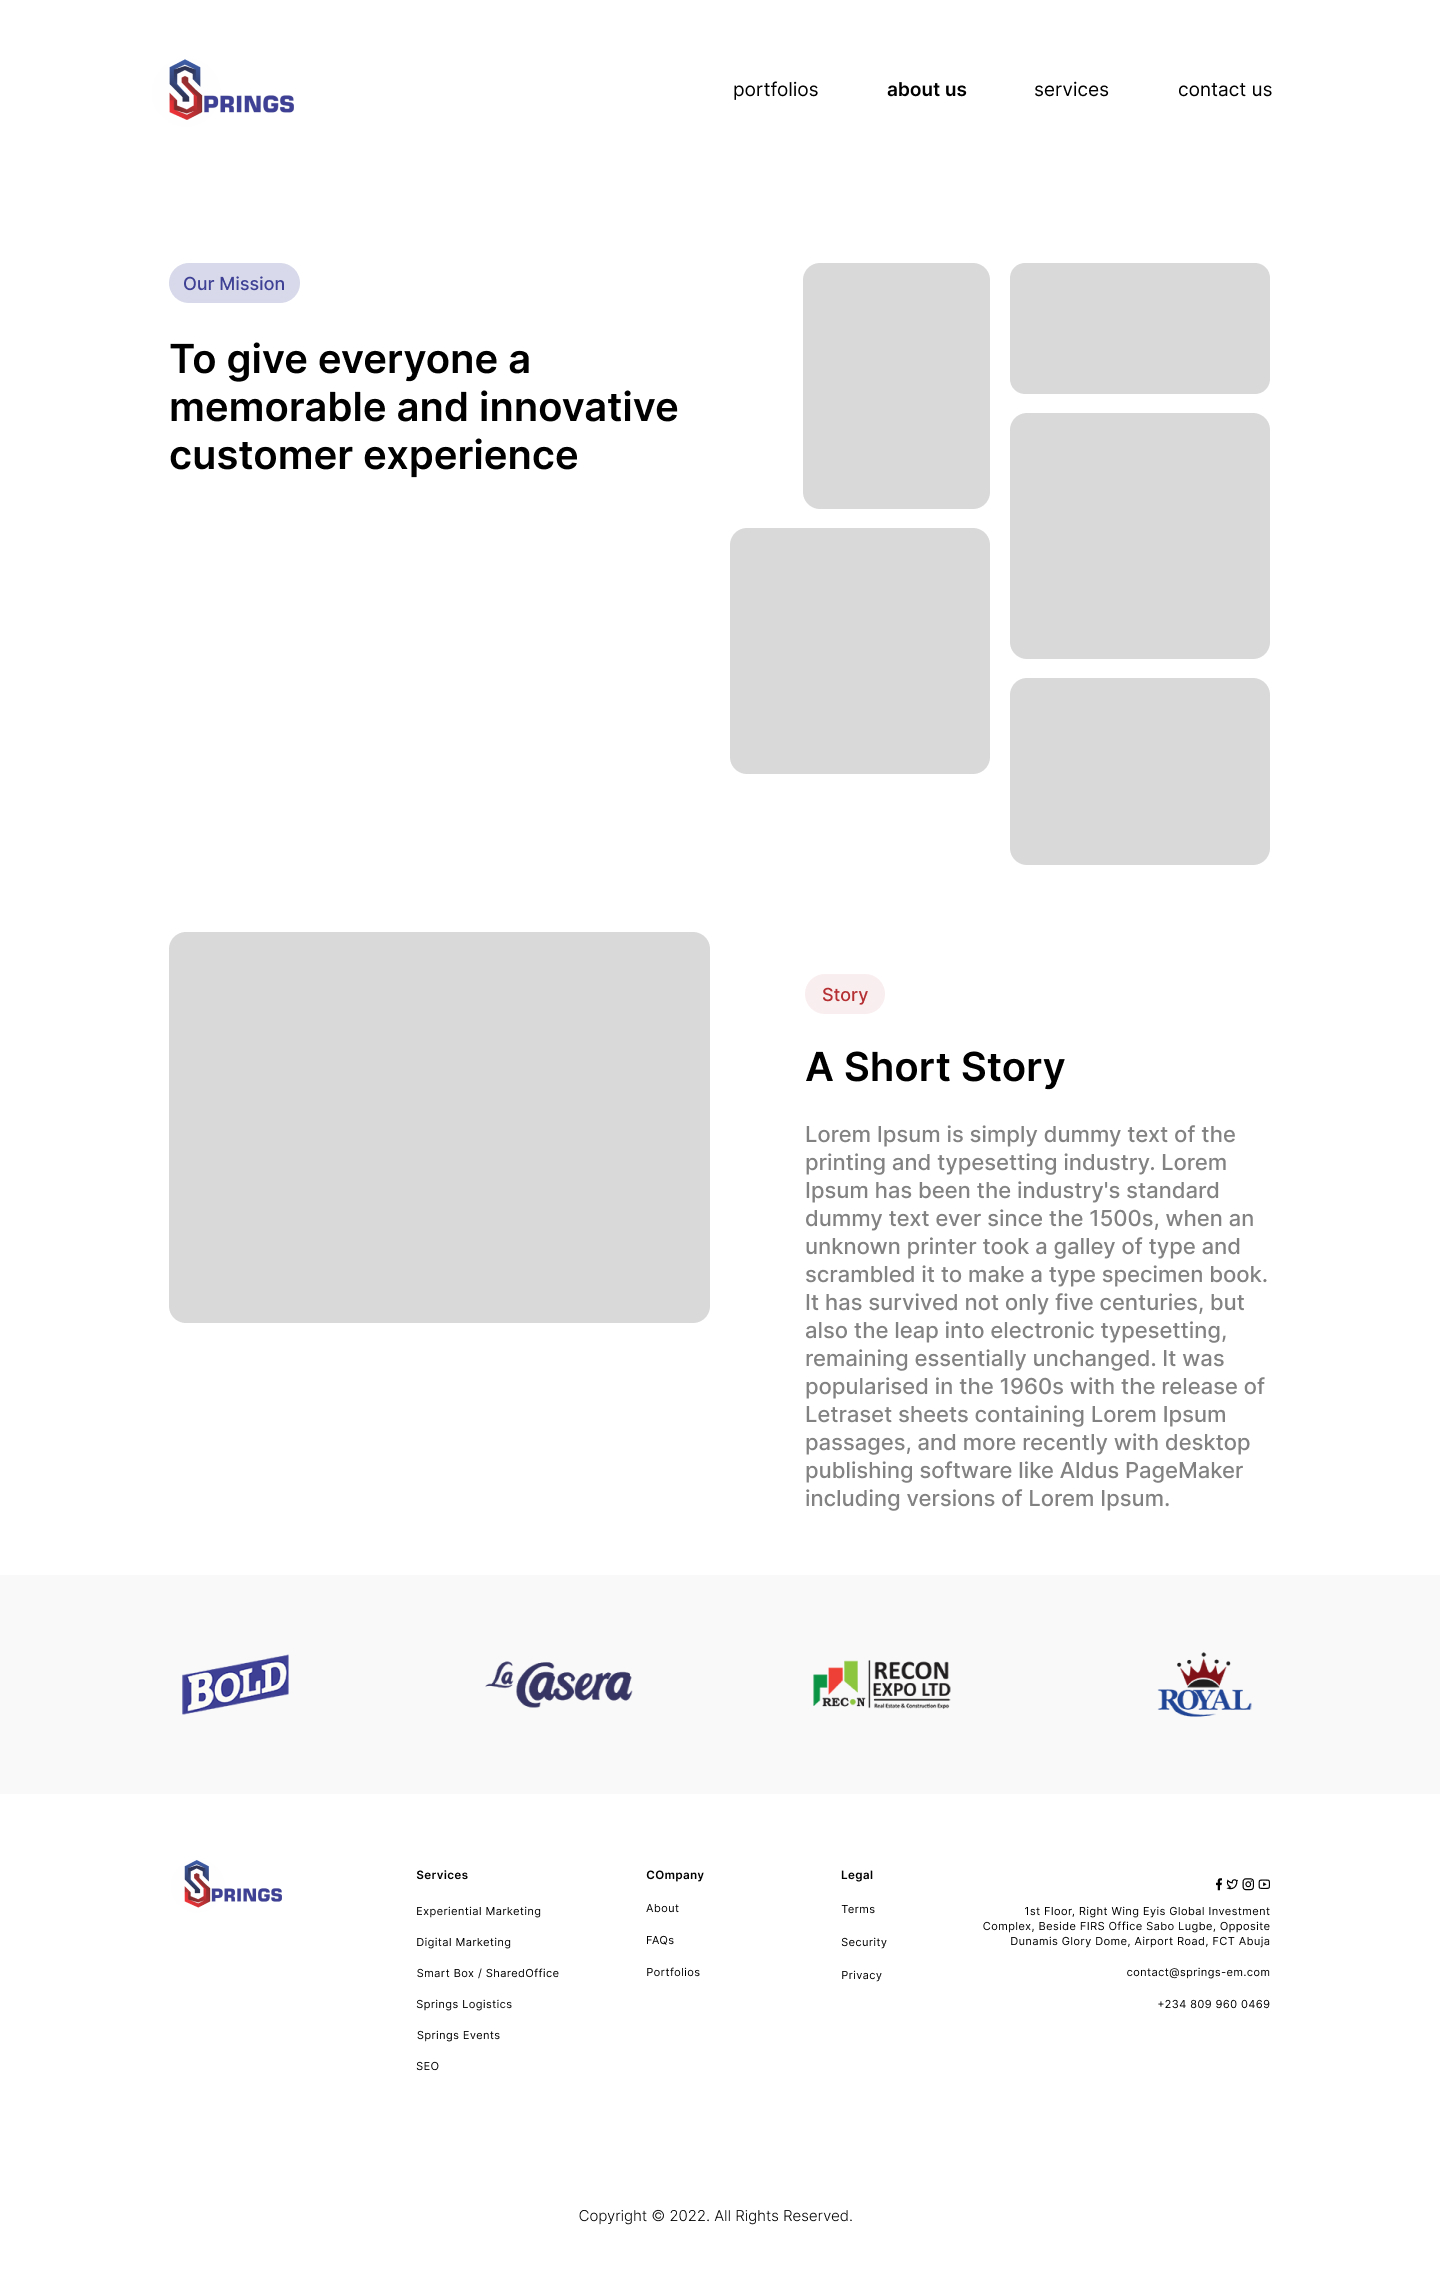 SPRINGS
portfolios about us services contact us
Our Mission
To give everyone a
memorable and innovative
customer experience
Story
A Short Story
Lorem Ipsum is simply dummy text of the
printing and typesetting industry. Lorem
Ipsum has been the industry's standard
dummy text ever since the 1500s, when an
unknown printer took a galley of type and
scrambled it to make a type specimen book.
It has survived not only five centuries, but
also the leap into electronic typesetting,
remaining essentially unchanged. It was
popularised in the 1960s with the release of
Letraset sheets containing Lorem Ipsum
passages, and more recently with desktop
publishing software like Aldus PageMaker
including versions of Lorem Ipsum.
BOLD
La Casera
RECON
RECON
EXPO LTD
Real Estate & Construction Expo
ROYAL
SPRINGS
Services
Experiential Marketing
Digital Marketing
Smart Box / SharedOffice
Springs Logistics
Springs Events
SEO
COmpany
About
FAQs
Portfolios
Legal
Terms
Security
Privacy
1st Floor, Right Wing Eyis Global Investment
Complex, Beside FIRS Office Sabo Lugbe, Opposite
Dunamis Glory Dome, Airport Road, FCT Abuja
contact@springs-em.com
+234 809 960 0469
Copyright © 2022. All Rights Reserved.